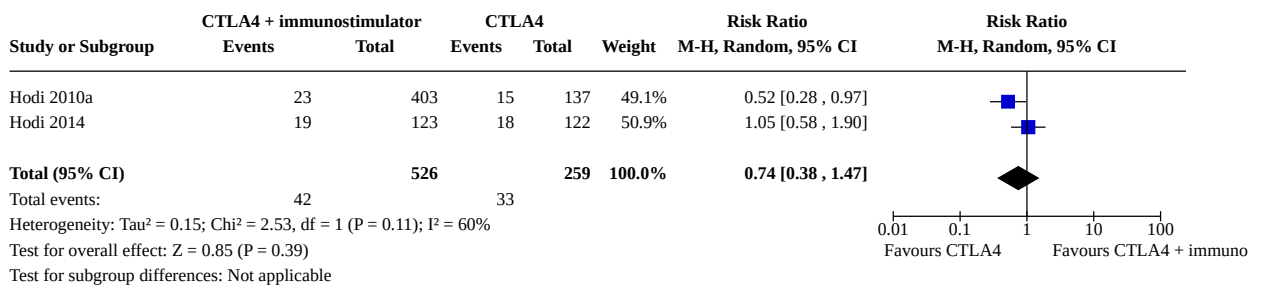 CTLA4 + immunostimulator CTLA4 Risk Ratio Risk Ratio
Study or Subgroup Events Total Events Total Weight M-H, Random, 95% CI M-H, Random, 95% CI
Hodi 2010a 23 403 15 137 49.1% 0.52 [0.28 , 0.97]
Hodi 2014 19 123 18 122 50.9% 1.05 [0.58 , 1.90]
Total (95% CI) 526 259 100.0% 0.74 [0.38 , 1.47]
Total events: 42 33
Heterogeneity: Tau² = 0.15; Chi² = 2.53, df = 1 (P = 0.11); I² = 60%
0.01 0.1 1 10 100
Test for overall effect: Z = 0.85 (P = 0.39) Favours CTLA4 Favours CTLA4 + immuno
Test for subgroup differences: Not applicable